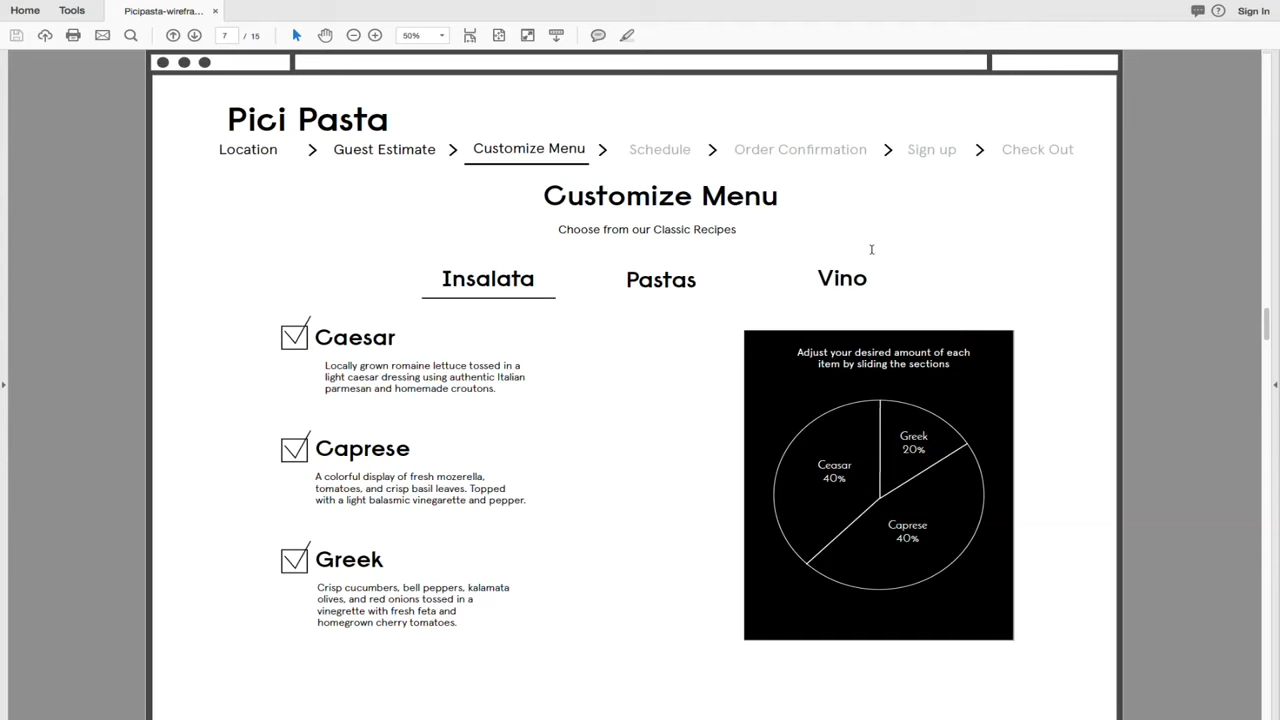 Home Tools Picipasta-wirefra... × Sign In
7 / 15 50%
Pici Pasta
Location Guest Estimate Customize Menu Schedule Order Confirmation Sign up Check Out
Customize Menu
Choose from our Classic Recipes
Insalata Pastas Vino
Caesar
Locally grown romaine lettuce tossed in a
light caesar dressing using authentic Italian
parmesan and homemade croutons.
Caprese
A colorful display of fresh mozerella,
tomatoes, and crisp basil leaves. Topped
with a light balasmic vinegarette and pepper.
Greek
Crisp cucumbers, bell peppers, kalamata
olives, and red onions tossed in a
vinegrette with fresh feta and
homegrown cherry tomatoes.
Adjust your desired amount of each
item by sliding the sections
Greek
20%
Ceasar
40%
Caprese
40%